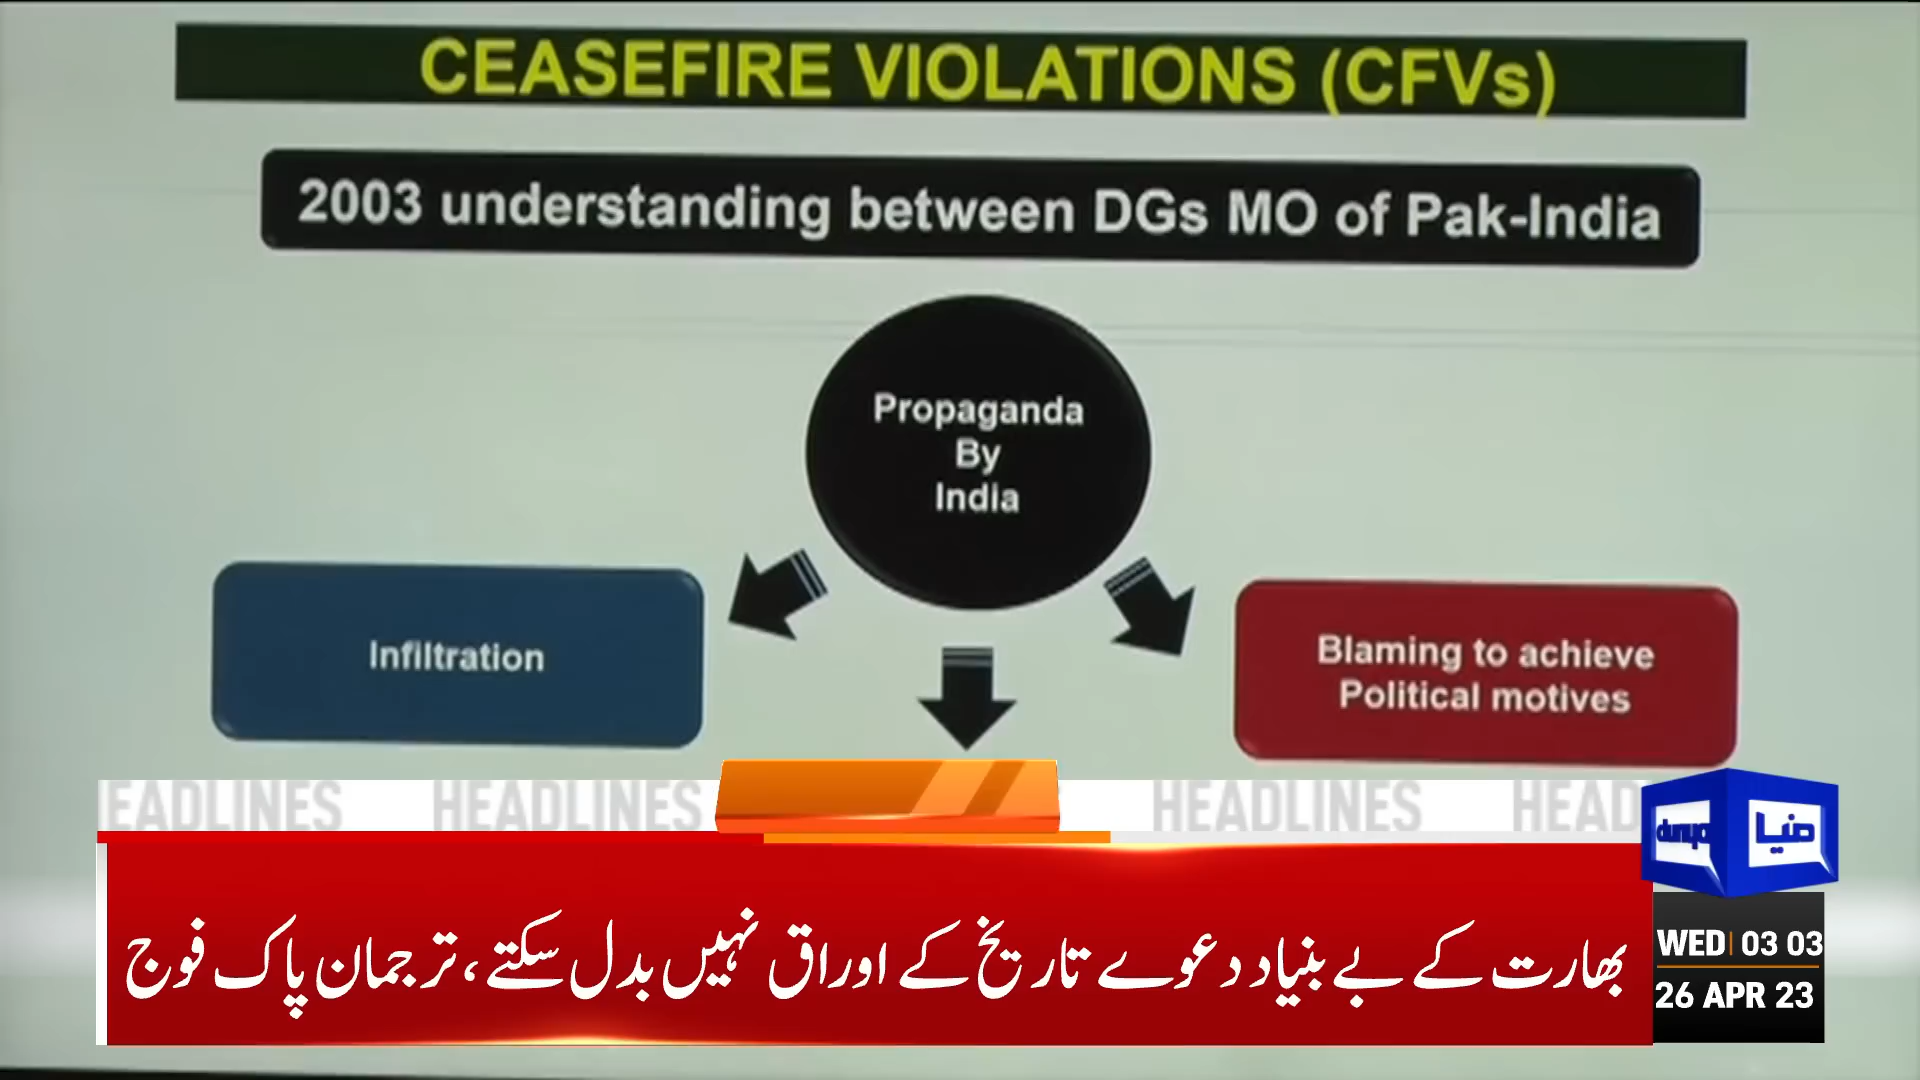 CEASEFIRE VIOLATIONS (CFVs)
2003 understanding between DGs MO of Pak-India
Propaganda
By
India
Infiltration
Blaming to achieve
Political motives
EADLINES HEADLINES HEADLINES HEAD
dunya دنیا
بھارت کے بے بنیاد دعوے تاریخ کے اوراق نہیں بدل سکتے، ترجمان پاک فوج
WED 03 03
26 APR 23